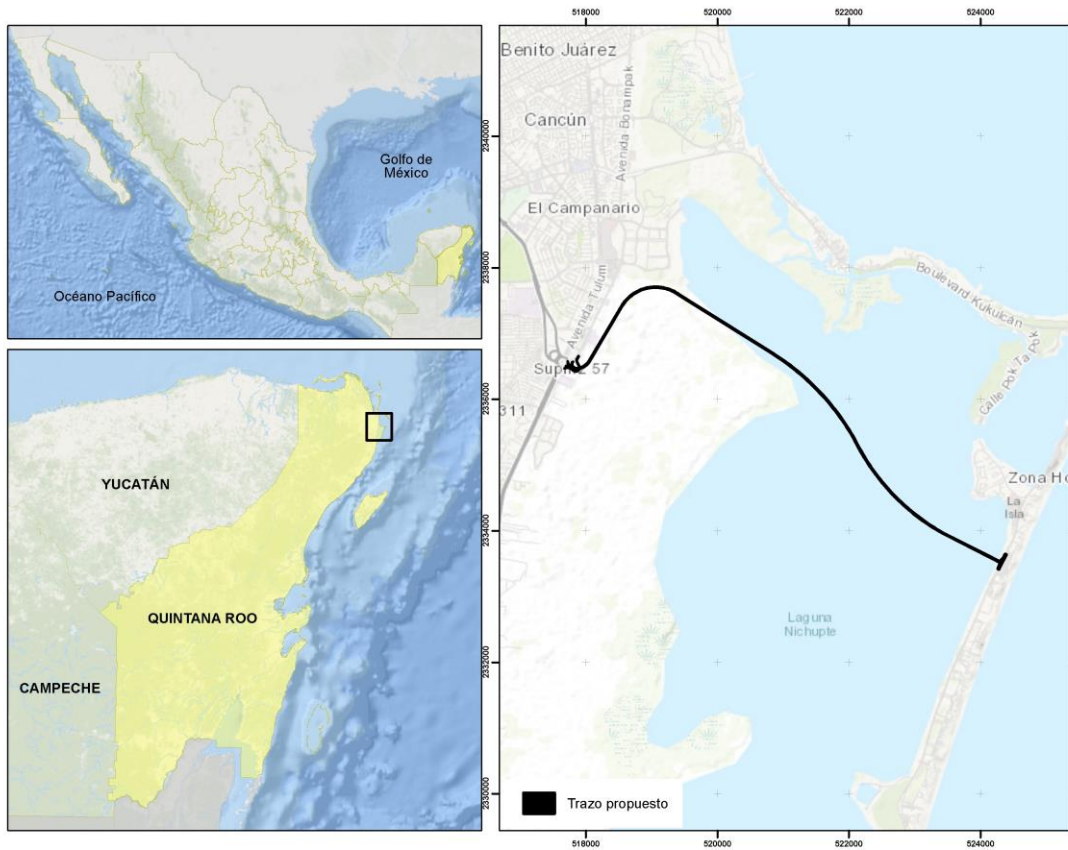 Golfo de
México
Océano Pacífico
YUCATÁN
QUINTANA ROO
CAMPECHE
518000
520000
522000
524000
2340000
2338000
2336000
2334000
2332000
2330000
Benito Juárez
Cancún
Avenida Bonampak
El Campanario
Avenida Tulum
Boulevard Kukulcán
Calle Pok Ta Pok
57
311
Zona Ho
La
Isla
Laguna
Nichupte
Trazo propuesto
518000
520000
522000
524000